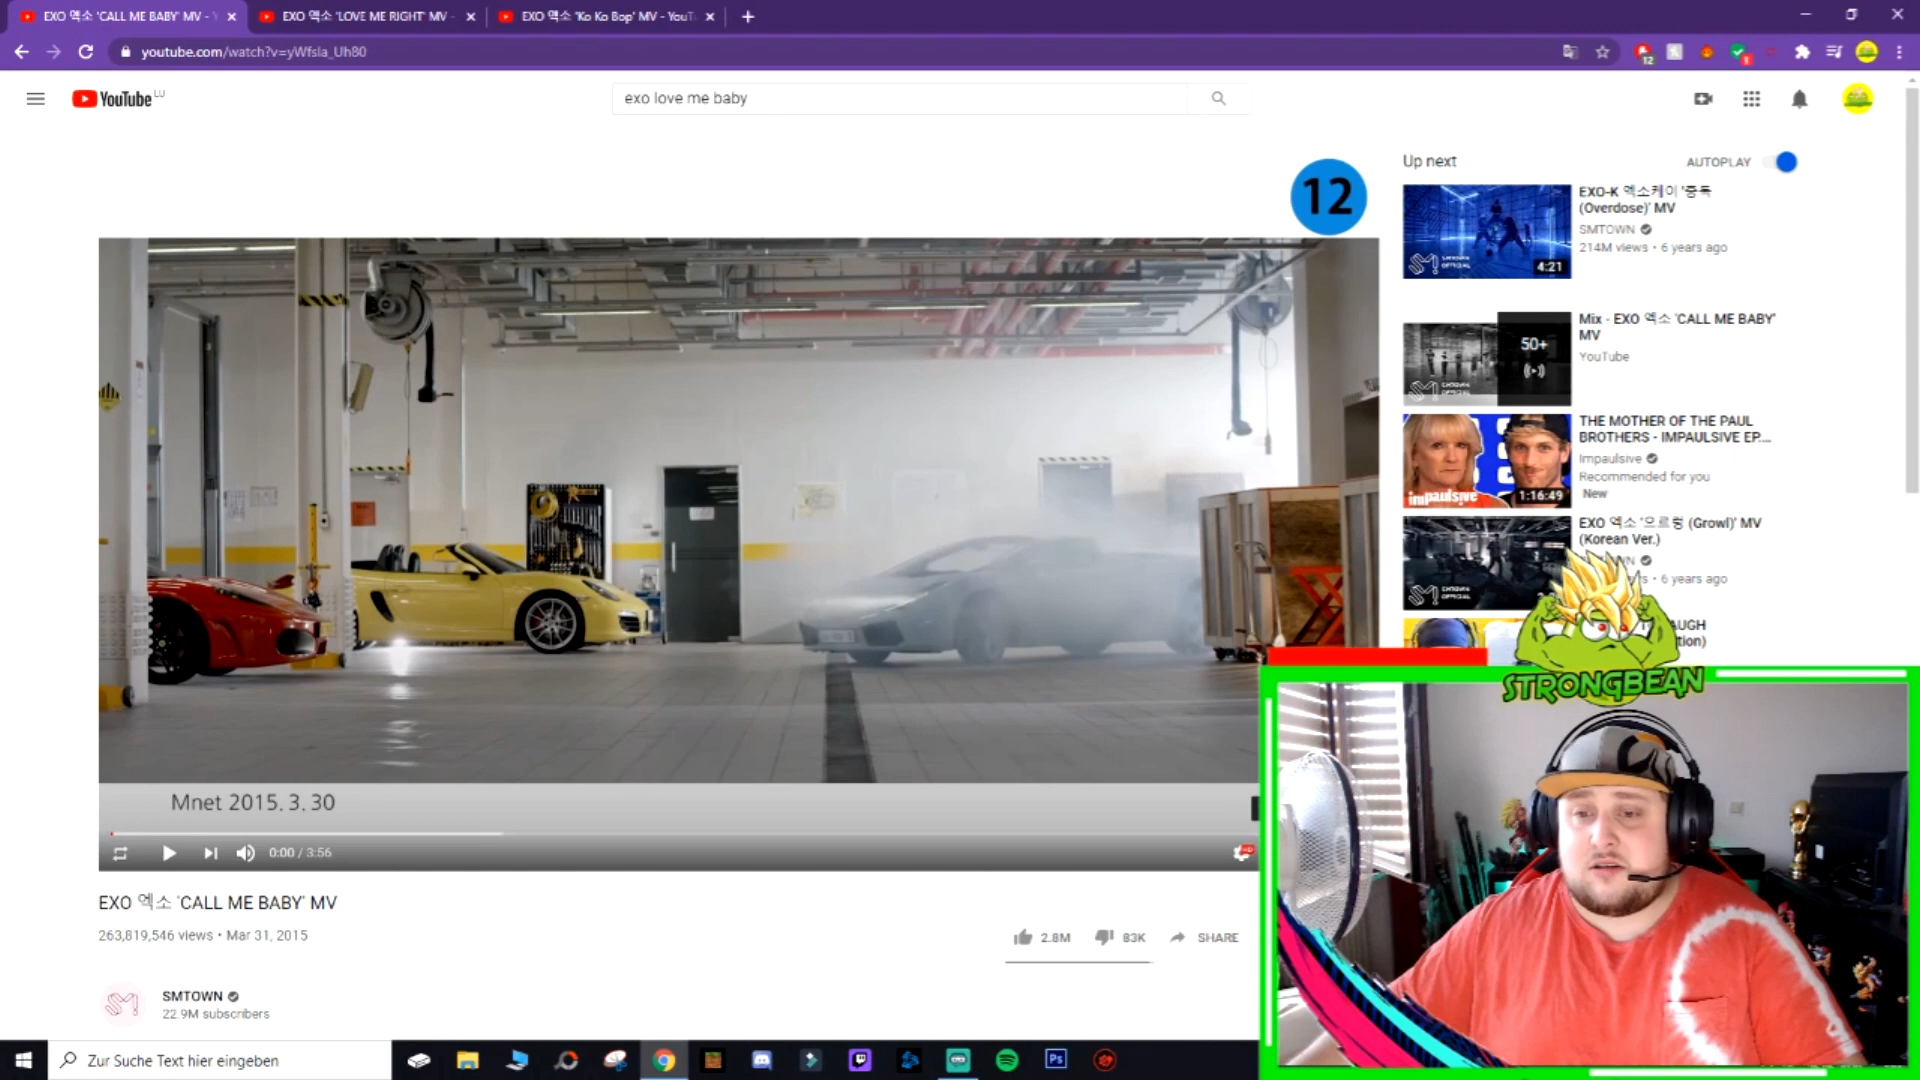 EXO 엑소 'CALL ME BABY' MV - Y
EXO 엑소 'LOVE ME RIGHT' MV -
EXO 엑소 'Ko Ko Bop' MV - YouT
youtube.com/watch?v=yWfsla_Uh80
12
1
YouTube LU
exo love me baby
12
Up next
AUTOPLAY
EXO-K 엑소케이 '중독
(Overdose)' MV
SMTOWN
214M views • 6 years ago
4:21
Mix - EXO 엑소 'CALL ME BABY'
MV
YouTube
50+
THE MOTHER OF THE PAUL
BROTHERS - IMPAULSIVE EP....
Impaulsive
Recommended for you
New
impaulsive
1:16:49
EXO 엑소 '으르렁 (Growl)' MV
(Korean Ver.)
• 6 years ago
STRONGBEAN
Mnet 2015. 3. 30
0:00 / 3:56
EXO 엑소 'CALL ME BABY' MV
263,819,546 views • Mar 31, 2015
2.8M
83K
SHARE
SMTOWN
22.9M subscribers
Zur Suche Text hier eingeben
Ps